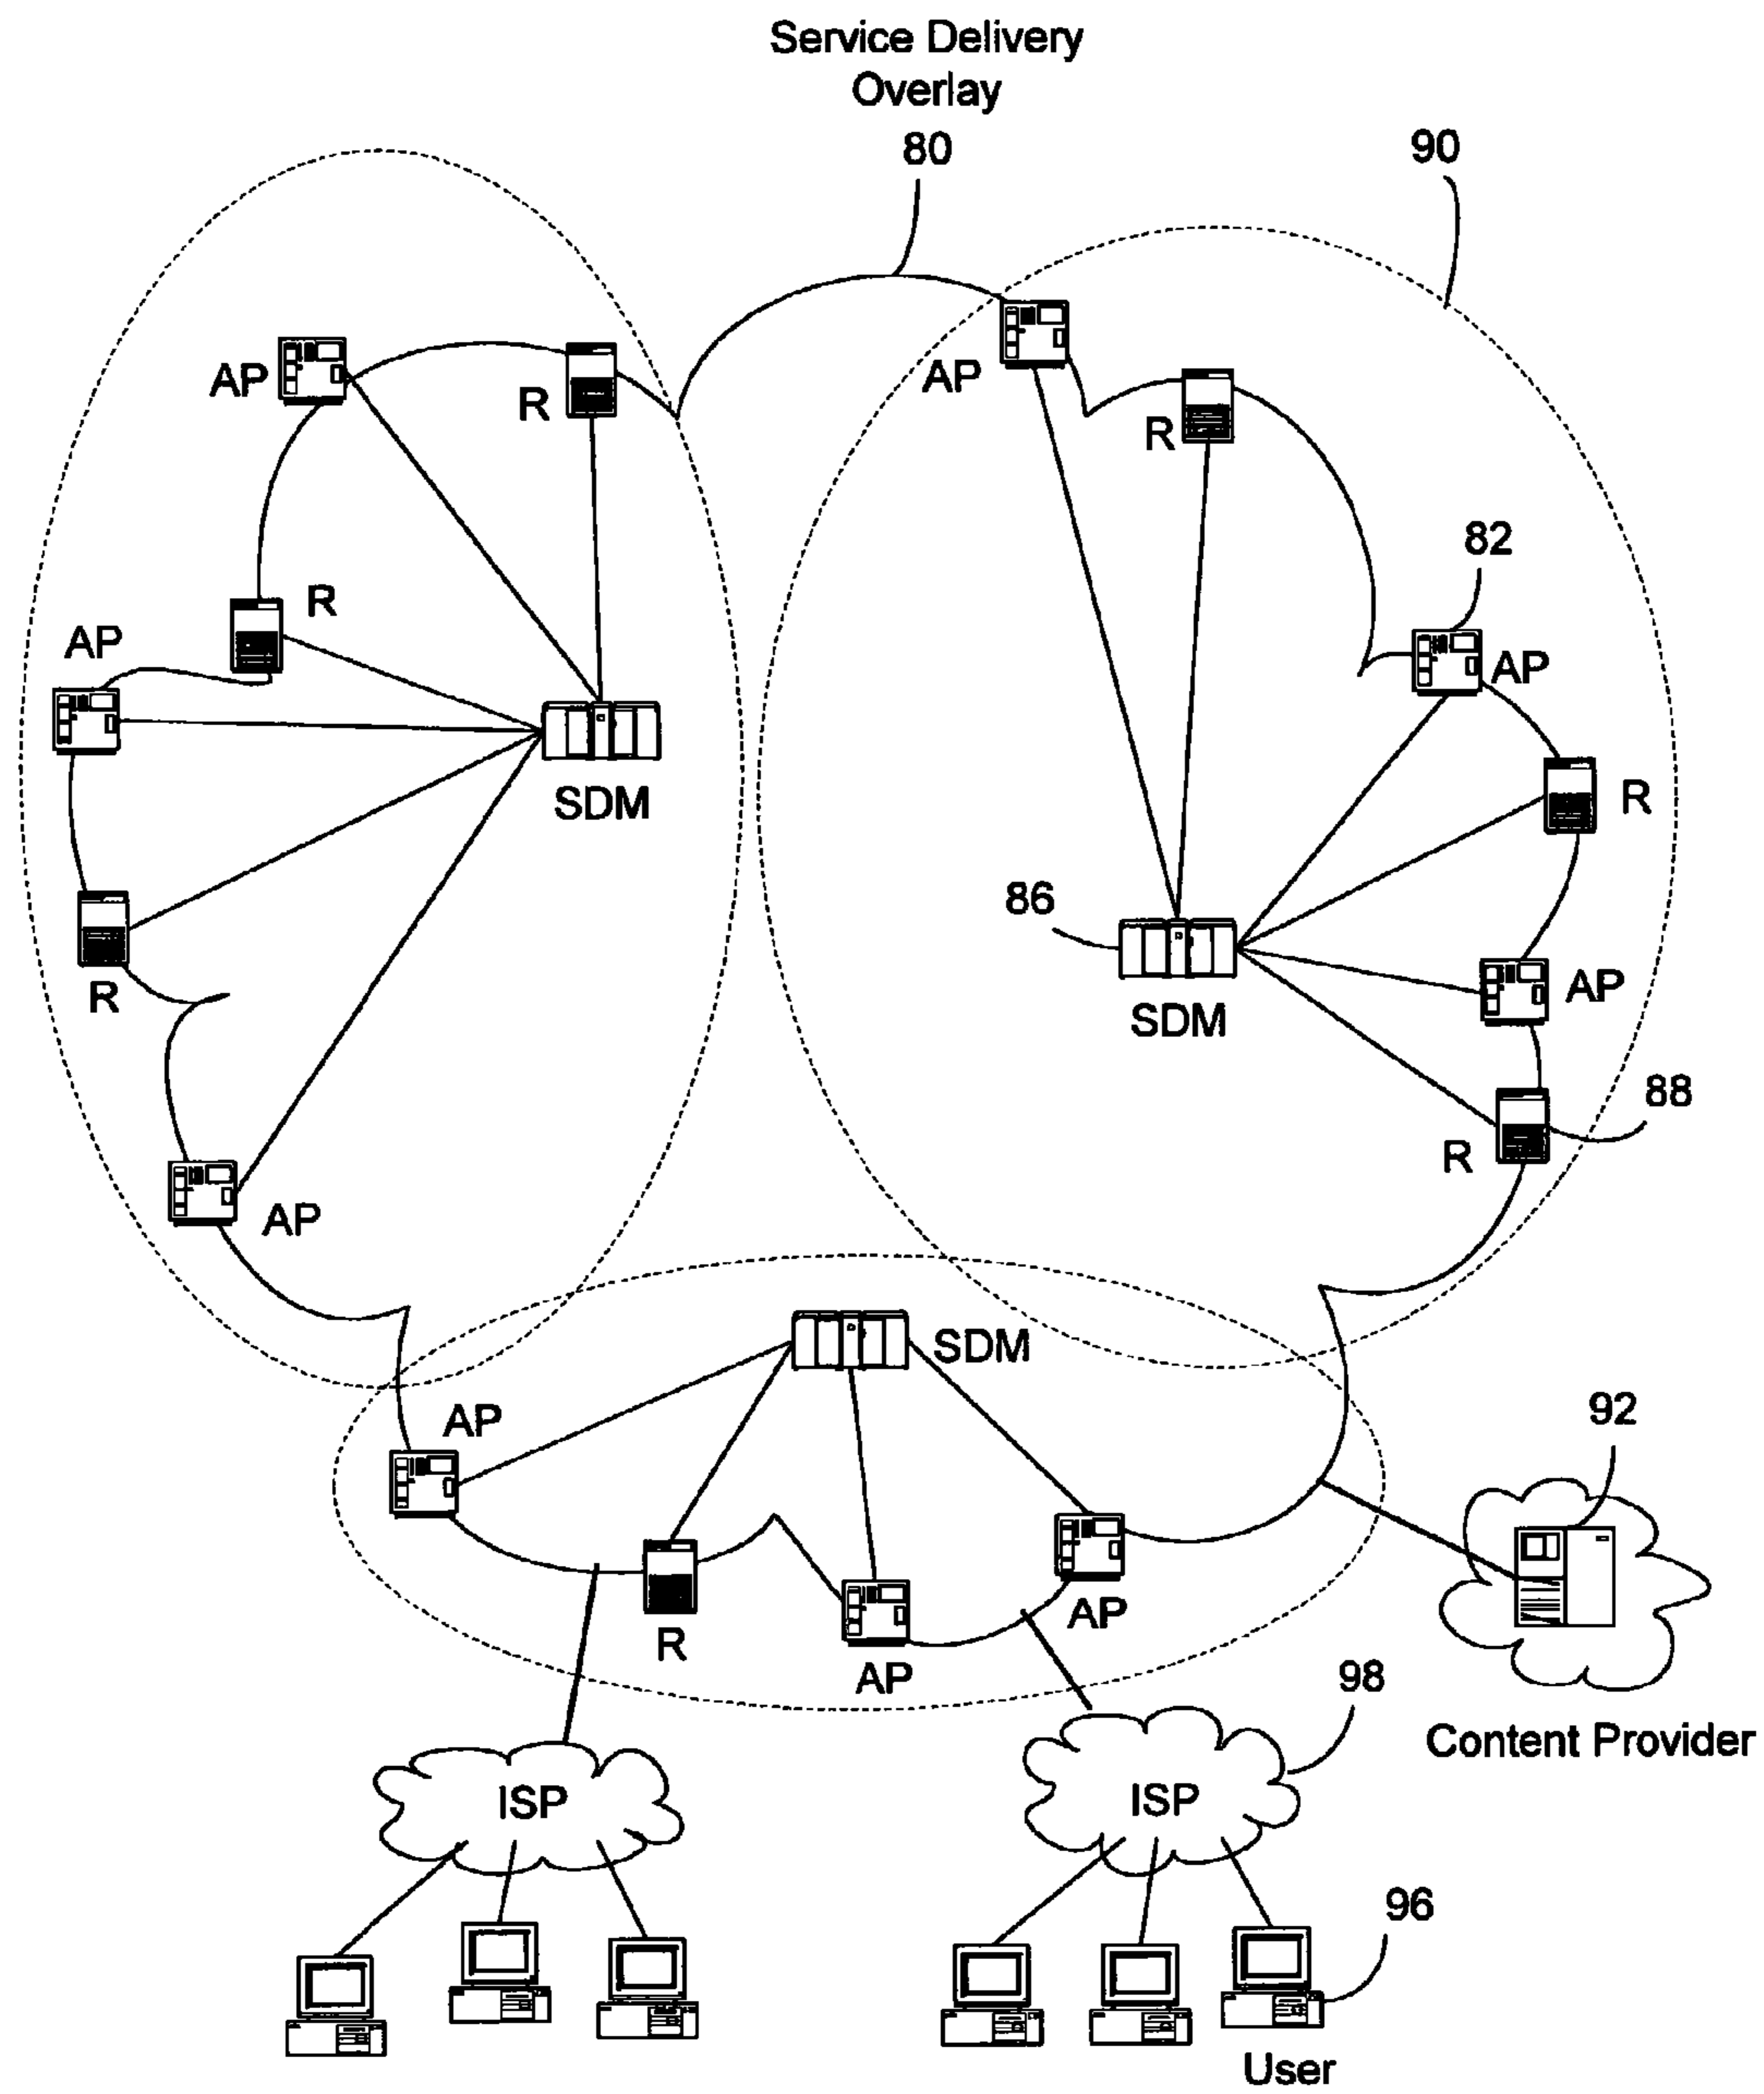 Service Delivery
Overlay
80
90
AP
R
AP
R
82
R
AP
AP
R
SDM
86
R
AP
SDM
88
R
AP
R
SDM
AP
92
AP
R
AP
98
Content Provider
ISP
ISP
96
User